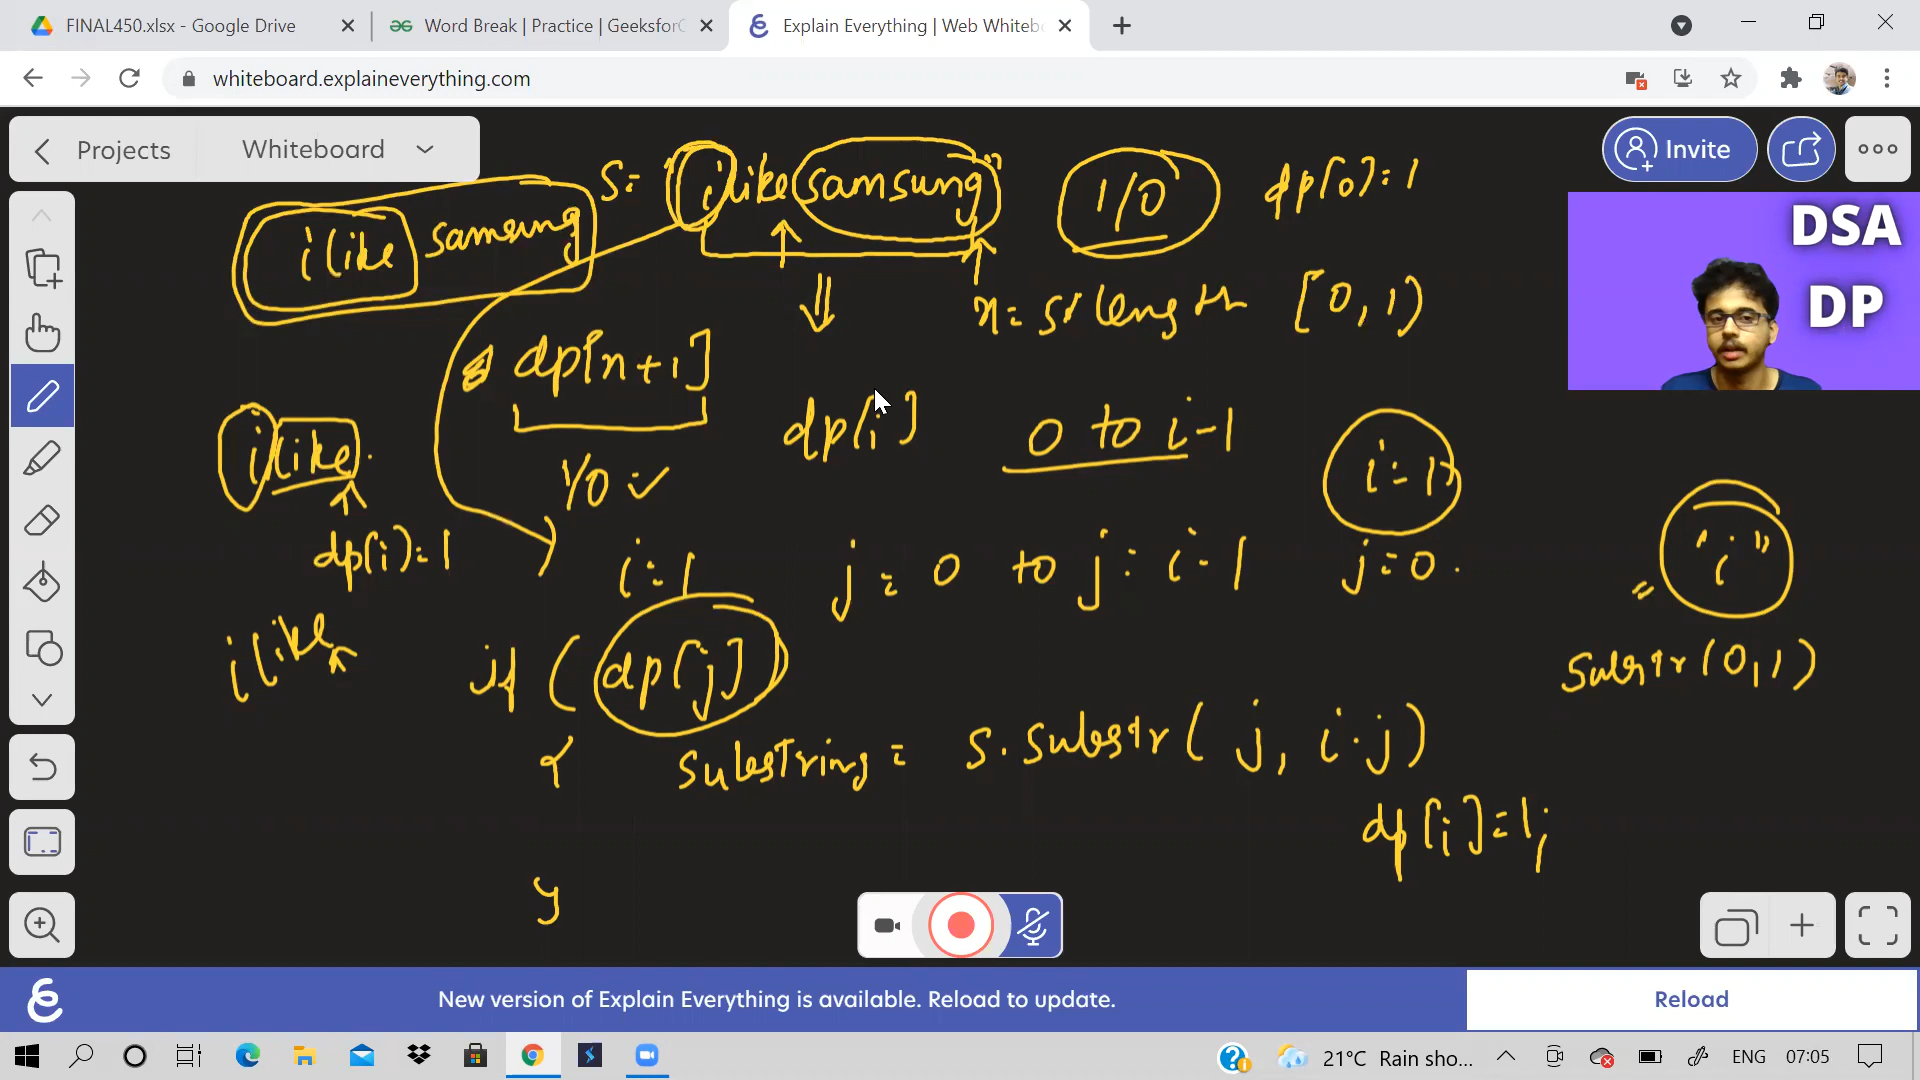 FINAL450.xlsx - Google Drive
Word Break | Practice | GeeksforG
Explain Everything | Web Whitebo
whiteboard.explaineverything.com
Projects
Whiteboard
Invite
S= "ilikesamsung"
1/0
dp[0]=1
ilike samsung
DSA
DP
n= str length [0,1)
dp[n+1]
dp[i]
0 to i-1
i=1
ilike.
1/0
dp[i]=1
i=1
j= 0 to j= i-1
j=0.
= "i"
ilike
if ( dp[j] )
substr(0,1)
{ substring= s.substr( j, i-j)
dp[i]=1;
}
New version of Explain Everything is available. Reload to update.
Reload
21°C Rain sho...
ENG
07:05